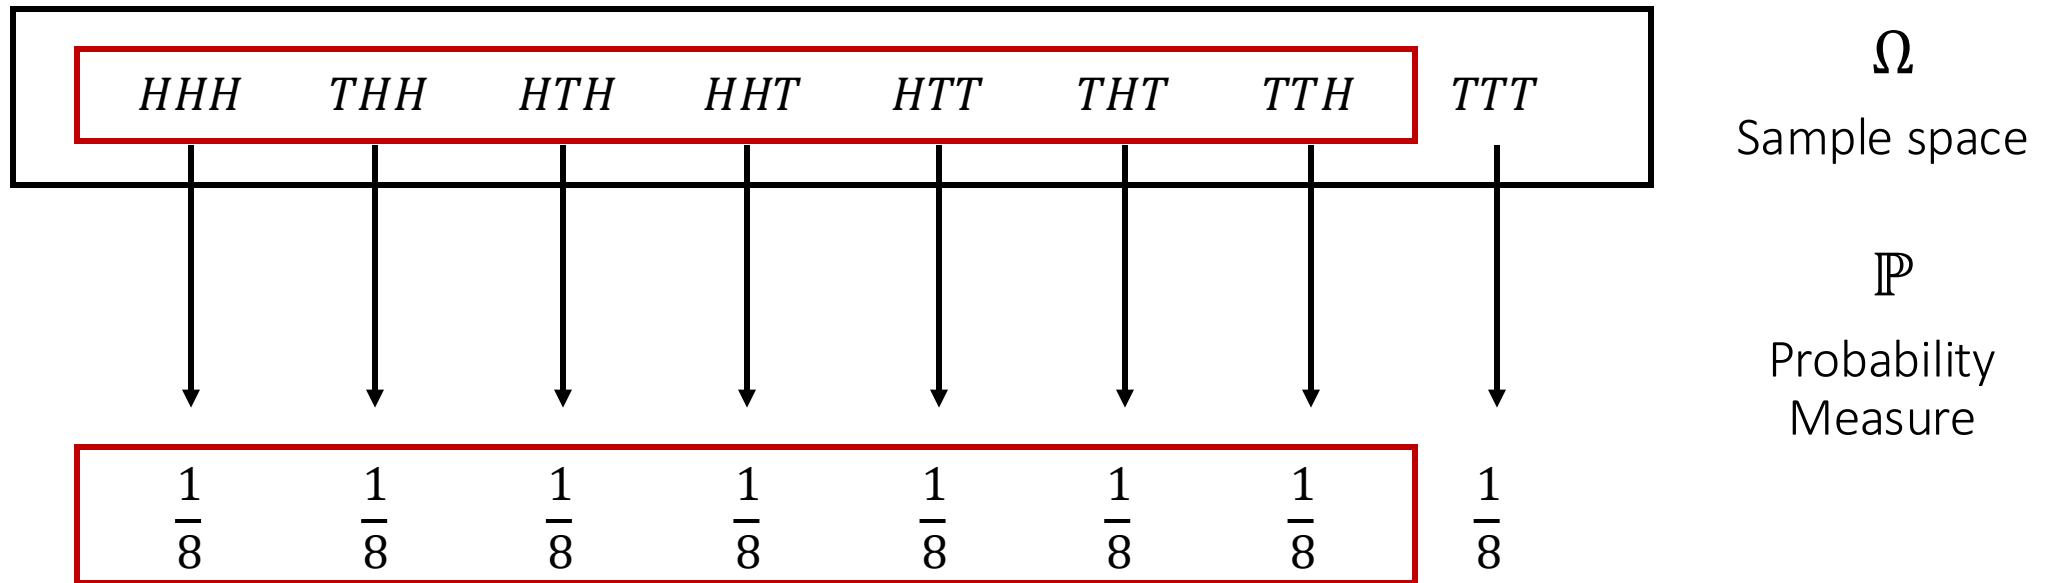 HHH THH HTH HHT HTT THT TTH TTT
Ω
Sample space
ℙ
Probability
Measure
1/8 1/8 1/8 1/8 1/8 1/8 1/8 1/8